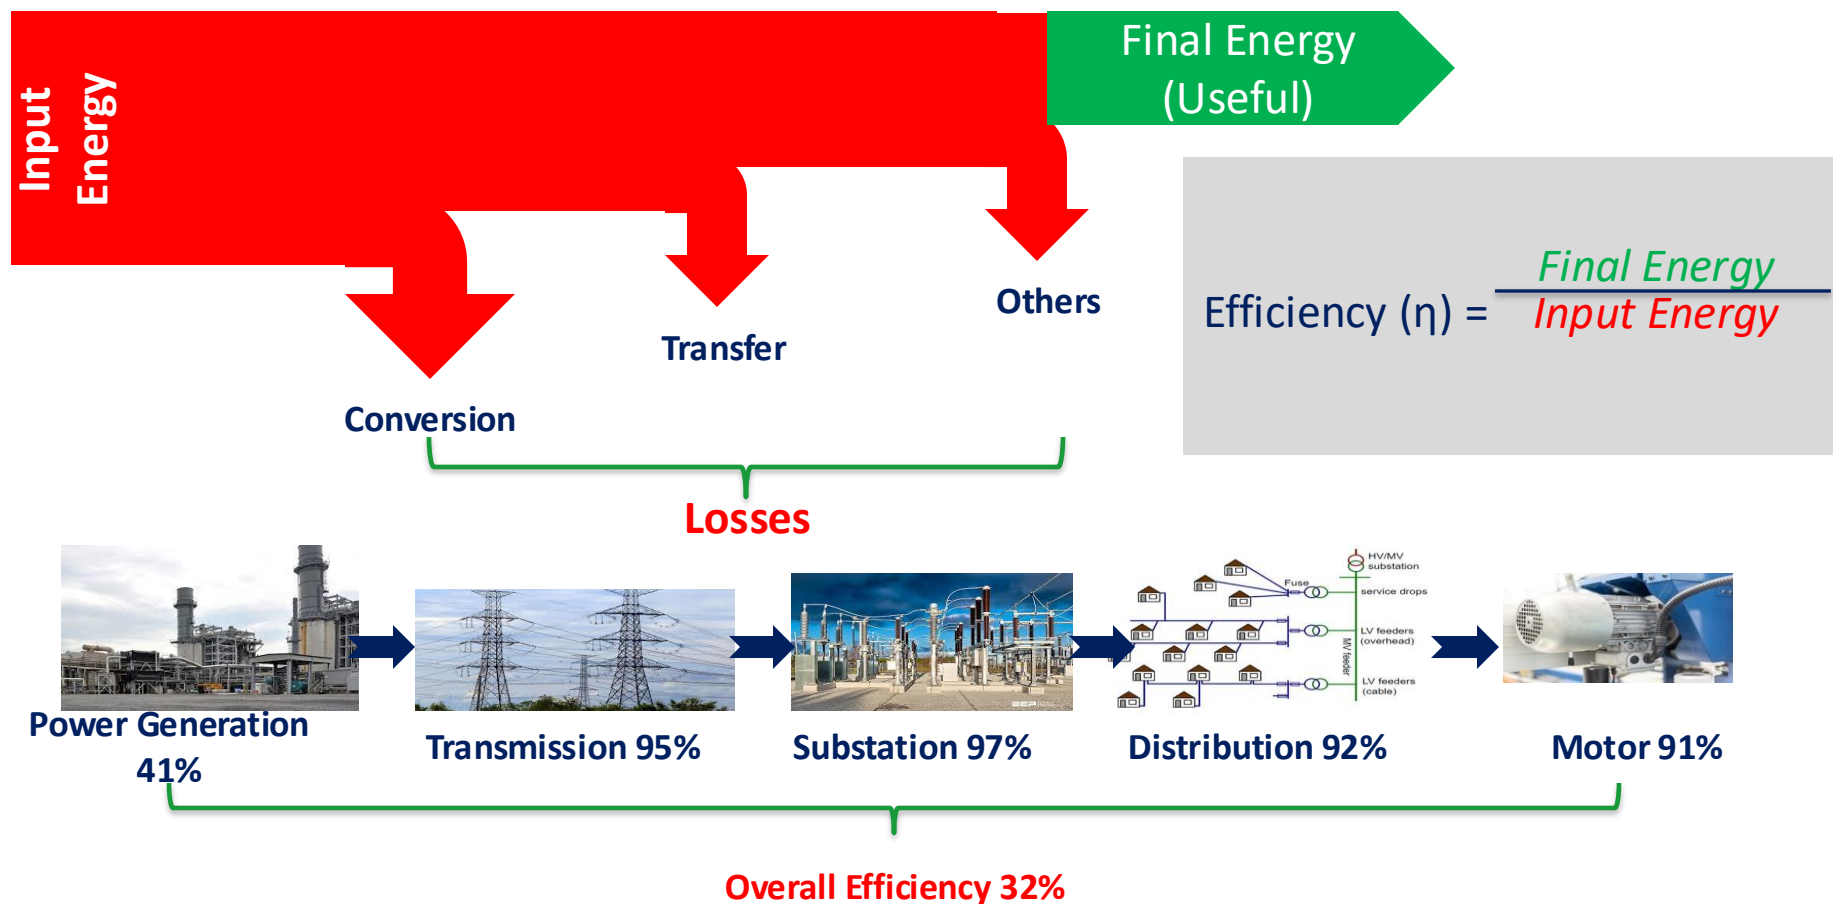 Input
Energy
Final Energy
(Useful)
Efficiency (η) =
Final Energy
Input Energy
Others
Transfer
Conversion
Losses
HV/MV
substation
Fuse
service drops
LV feeders
(overhead)
MV feeder
LV feeders
(cable)
EEP
Power Generation
41%
Transmission 95%
Substation 97%
Distribution 92%
Motor 91%
Overall Efficiency 32%